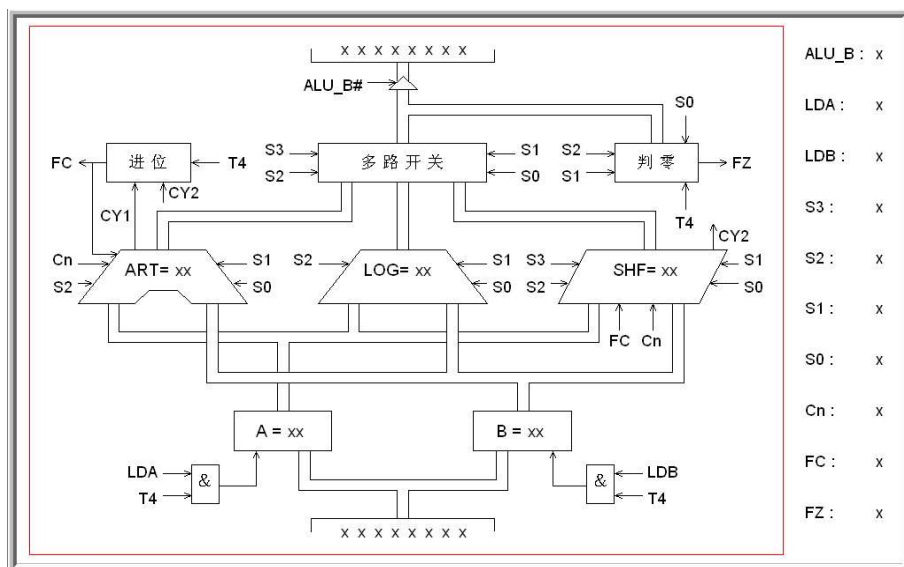 X X X X X X X X
ALU_B#
S0
FC 进位 T4
S3 多路开关 S1
S2 S0
S2 判零 FZ
S1
CY2
CY1
T4
CY2
Cn ART= XX S1
S2 S0
S2 LOG= XX S1
S0
S3 SHF= XX S1
S2 S0
FC Cn
A = XX
B = XX
LDA & T4
& LDB T4
X X X X X X X X
ALU_B : X
LDA : X
LDB : X
S3 : X
S2 : X
S1 : X
S0 : X
Cn : X
FC : X
FZ : X